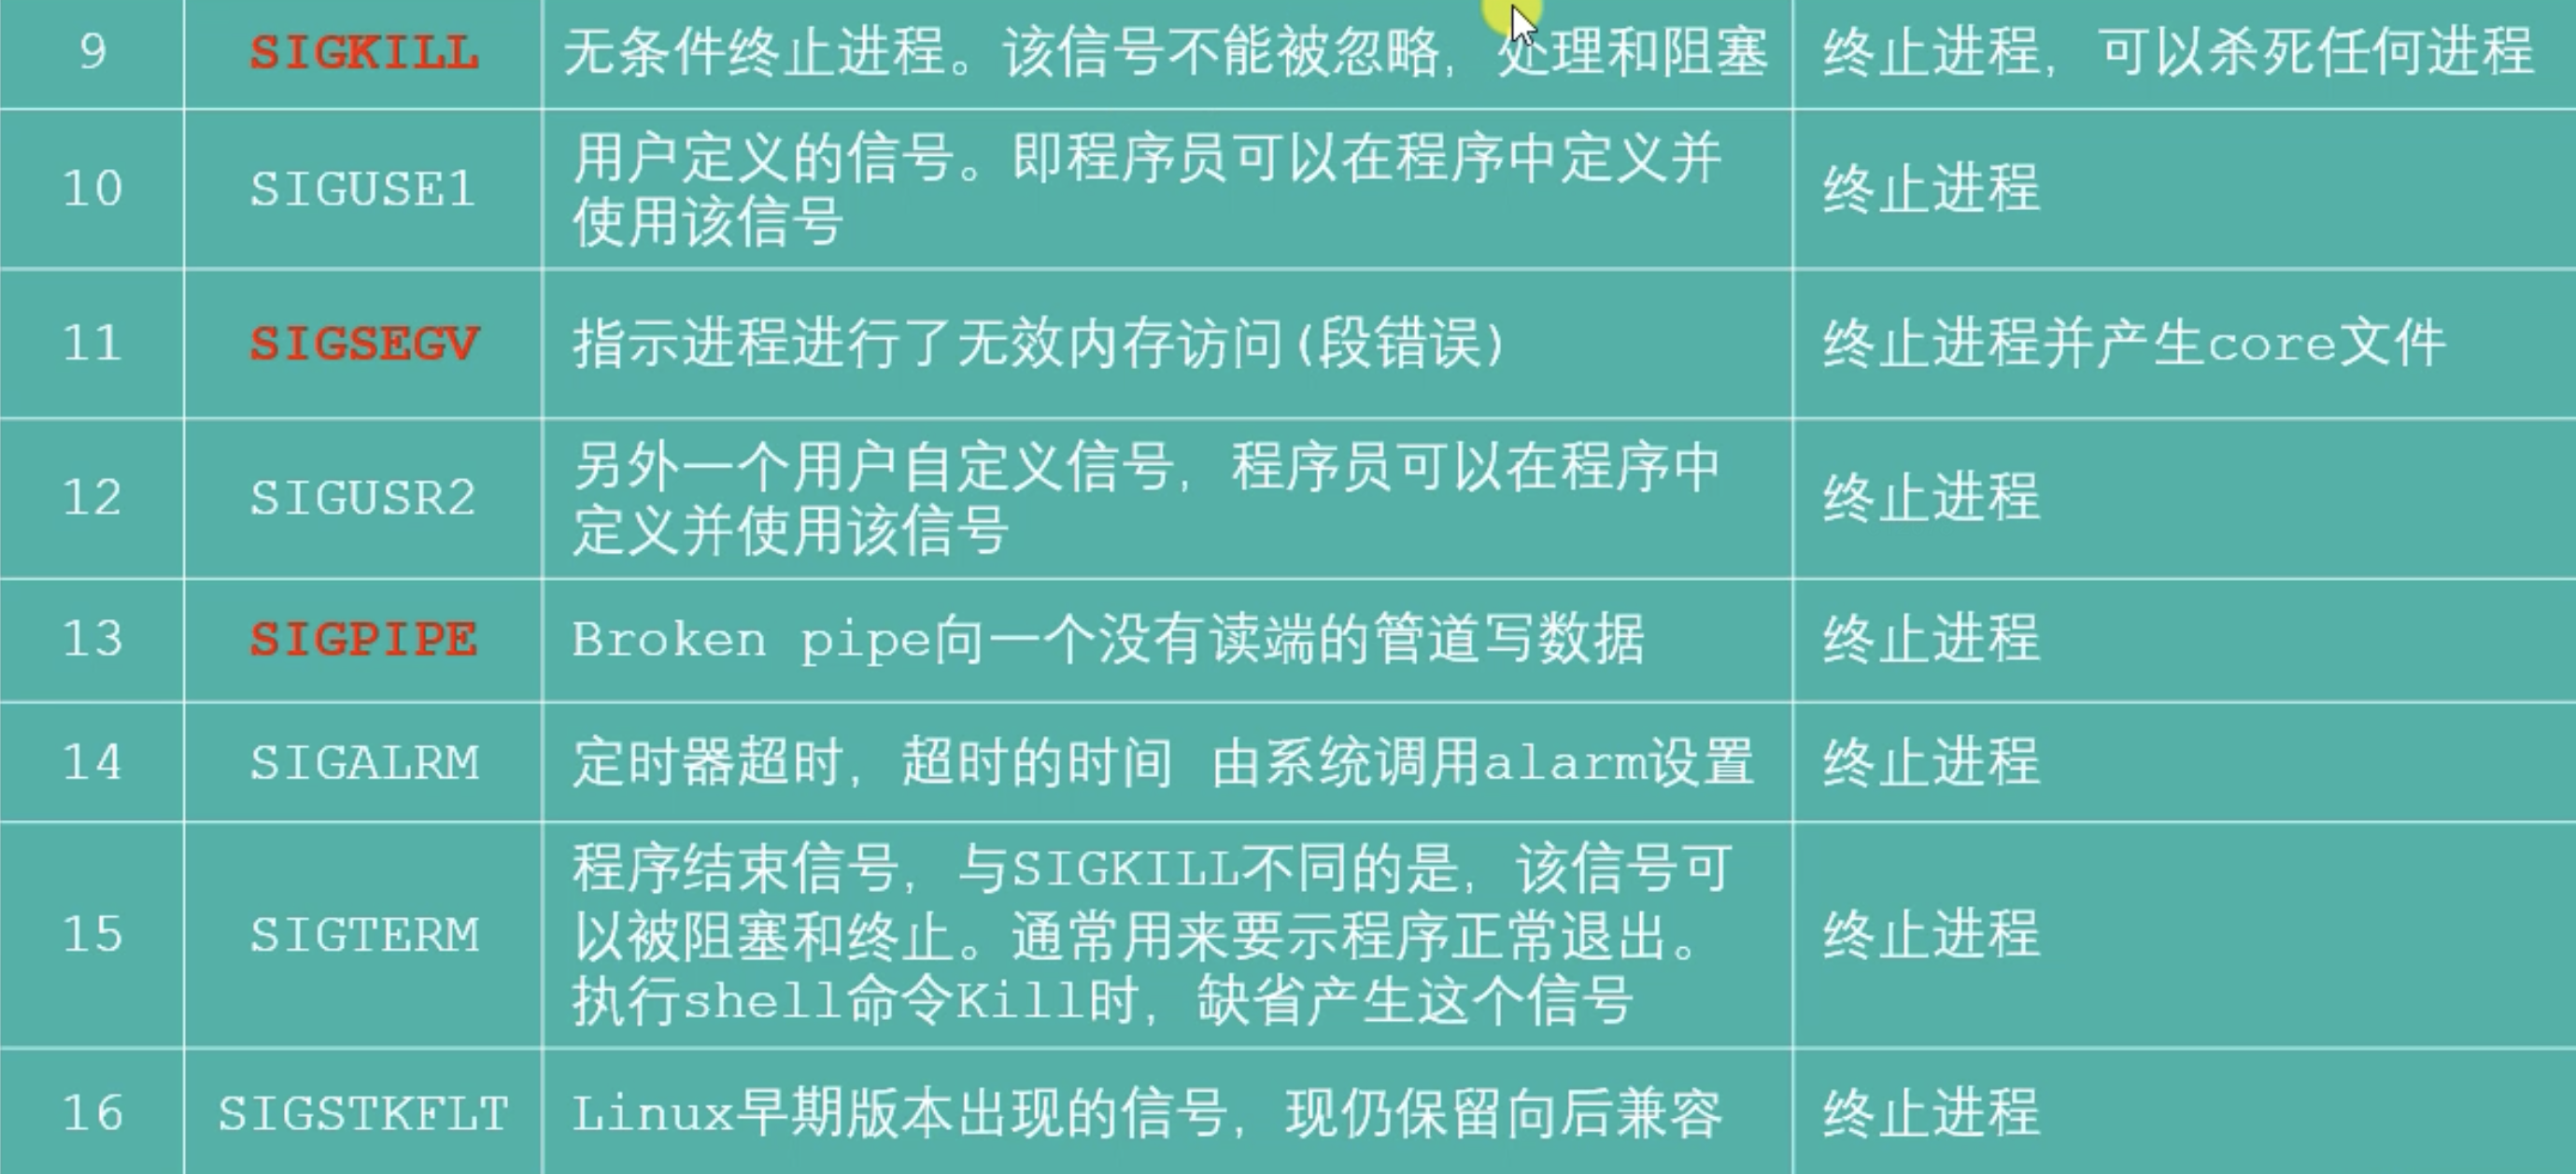 9 SIGKILL 无条件终止进程。该信号不能被忽略，处理和阻塞 终止进程，可以杀死任何进程
10 SIGUSE1 用户定义的信号。即程序员可以在程序中定义并
使用该信号 终止进程
11 SIGSEGV 指示进程进行了无效内存访问(段错误) 终止进程并产生core文件
12 SIGUSR2 另外一个用户自定义信号，程序员可以在程序中
定义并使用该信号 终止进程
13 SIGPIPE Broken pipe向一个没有读端的管道写数据 终止进程
14 SIGALRM 定时器超时，超时的时间 由系统调用alarm设置 终止进程
15 SIGTERM 程序结束信号，与SIGKILL不同的是，该信号可
以被阻塞和终止。通常用来要示程序正常退出。
执行shell命令Kill时，缺省产生这个信号 终止进程
16 SIGSTKFLT Linux早期版本出现的信号，现仍保留向后兼容 终止进程